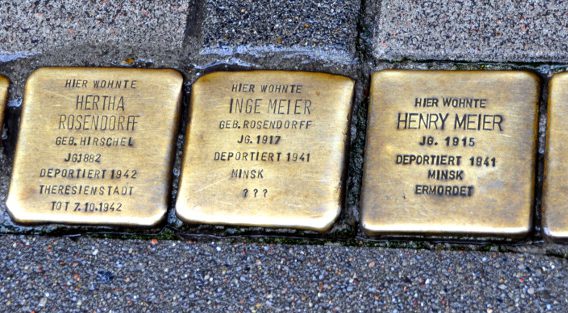 HIER WOHNTE
HERTHA
ROSENDORFF
GEB. HIRSCHEL
JG.1882
DEPORTIERT 1942
THERESIENSTADT
TOT 7.10.1942
HIER WOHNTE
INGE MEIER
GEB. ROSENDORFF
JG. 1917
DEPORTIERT 1941
MINSK
? ? ?
HIER WOHNTE
HENRY MEIER
JG. 1915
DEPORTIERT 1941
MINSK
ERMORDET